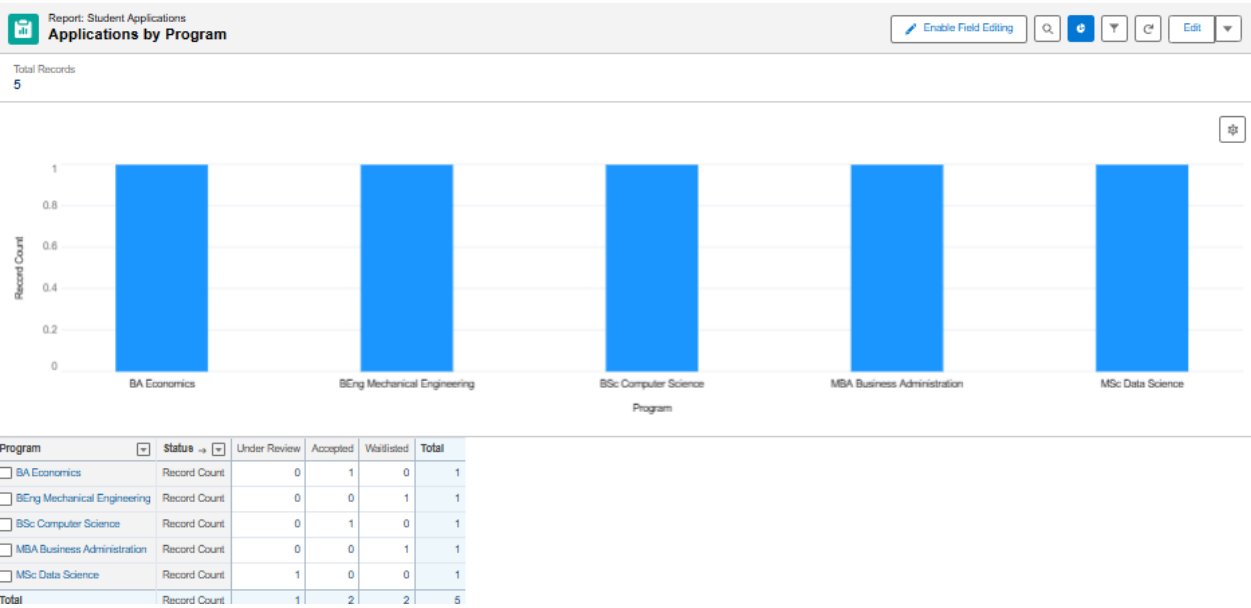 Report: Student Applications
Applications by Program
Enable Field Editing
Edit
Total Records
5
1
0.8
0.6
0.4
0.2
0
Record Count
BA Economics BEng Mechanical Engineering BSc Computer Science MBA Business Administration MSc Data Science
Program
Program Status → Under Review Accepted Waitlisted Total
BA Economics Record Count 0 1 0 1
BEng Mechanical Engineering Record Count 0 0 1 1
BSc Computer Science Record Count 0 1 0 1
MBA Business Administration Record Count 0 0 1 1
MSc Data Science Record Count 1 0 0 1
Total Record Count 1 2 2 5